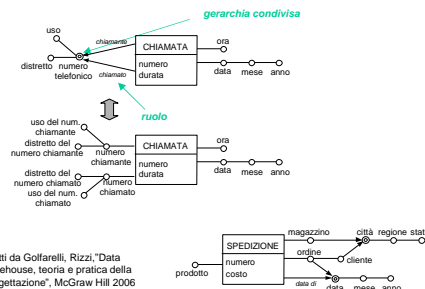 gerarchia condivisa
uso
chiamante
CHIAMATA
ora
distretto numero
telefonico
chiamato
numero
durata
data mese anno
ruolo
uso del num.
chiamante
distretto del
numero chiamante
numero
chiamante
CHIAMATA
ora
distretto del
numero chiamato
numero
chiamato
numero
durata
data mese anno
uso del num.
chiamato
magazzino
città regione stat
SPEDIZIONE
ordine
cliente
prodotto
numero
costo
data di
data mese anno
tti da Golfarelli, Rizzi,"Data
rehouse, teoria e pratica della
gettazione", McGraw Hill 2006